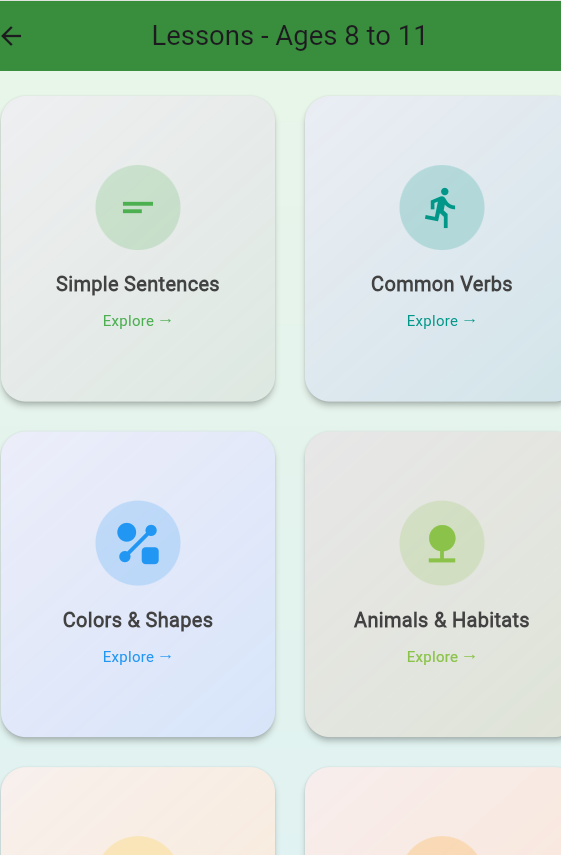 Lessons - Ages 8 to 11
Simple Sentences
Explore →
Common Verbs
Explore →
Colors & Shapes
Explore →
Animals & Habitats
Explore →